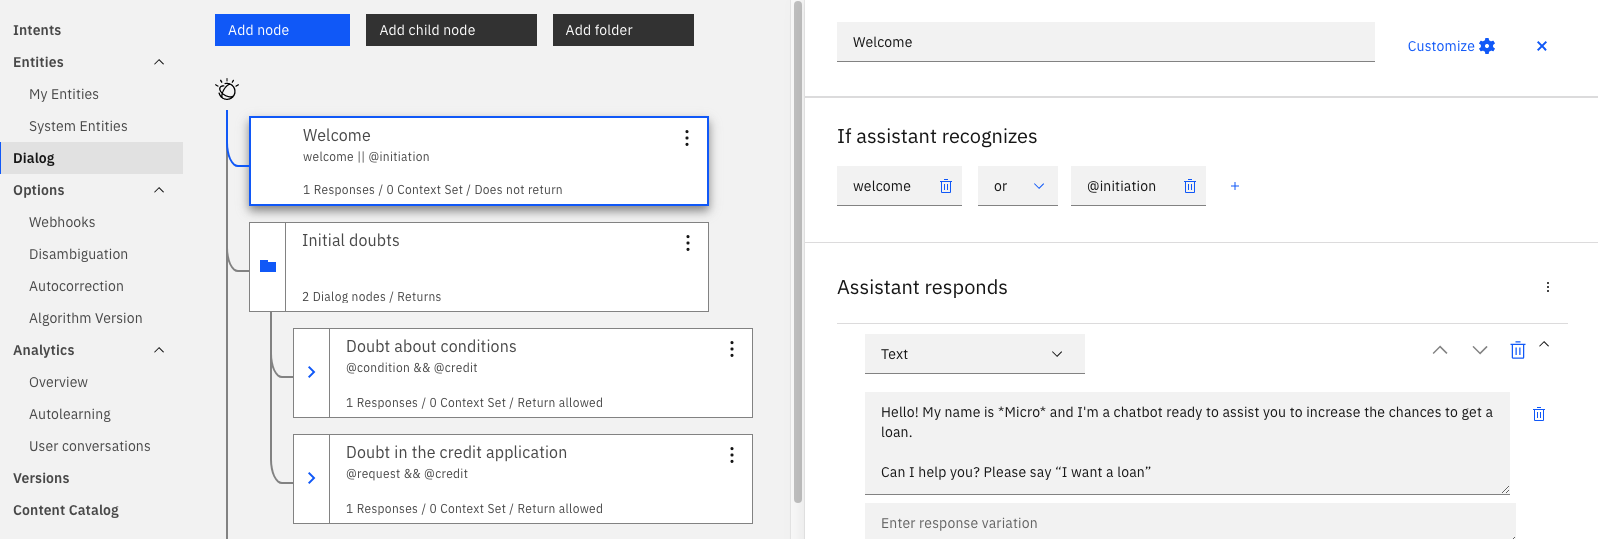 Intents
Entities
My Entities
System Entities
Dialog
Options
Webhooks
Disambiguation
Autocorrection
Algorithm Version
Analytics
Overview
Autolearning
User conversations
Versions
Content Catalog
Add node
Add child node
Add folder
Welcome
welcome || @initiation
1 Responses / 0 Context Set / Does not return
Initial doubts
2 Dialog nodes / Returns
Doubt about conditions
@condition && @credit
1 Responses / 0 Context Set / Return allowed
Doubt in the credit application
@request && @credit
1 Responses / 0 Context Set / Return allowed
Welcome
Customize
If assistant recognizes
welcome
or
@initiation
Assistant responds
Text
Hello! My name is *Micro* and I'm a chatbot ready to assist you to increase the chances to get a
loan.
Can I help you? Please say “I want a loan”
Enter response variation